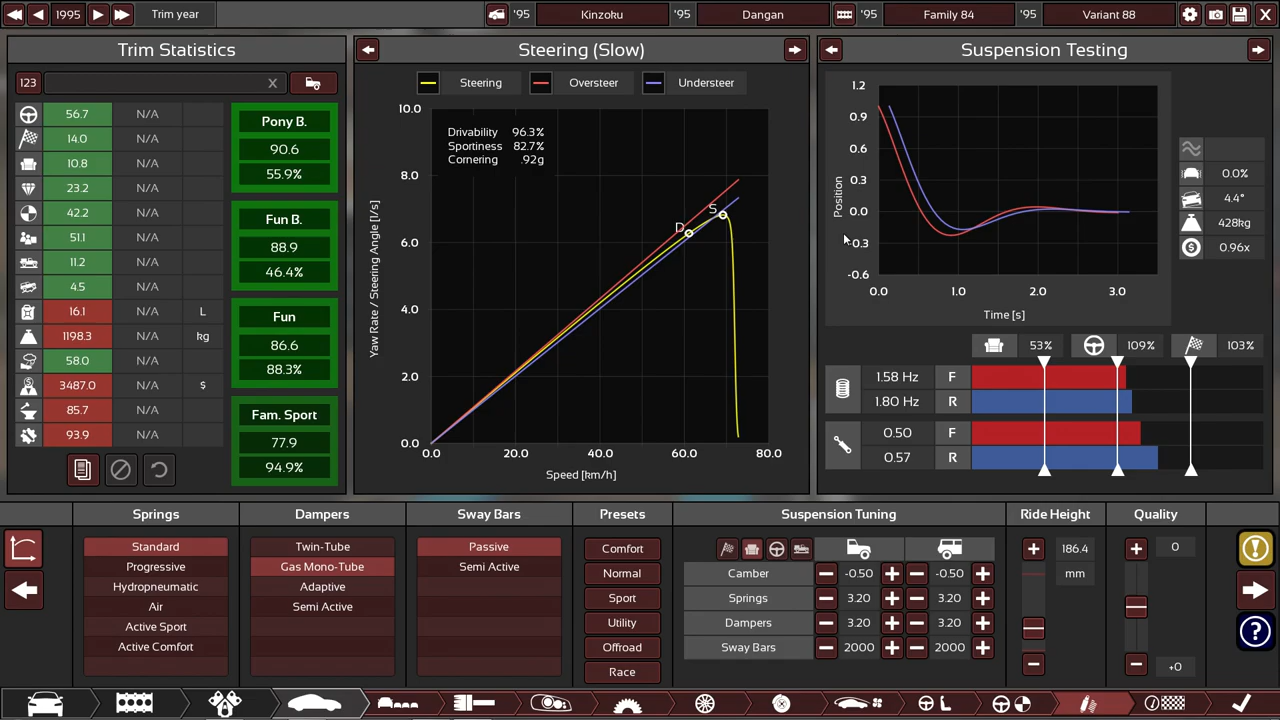 1995 Trim year '95 Kinzoku '95 Dangan '95 Family 84 '95 Variant 88
Trim Statistics
123 x
56.7 N/A
14.0 N/A
10.8 N/A
23.2 N/A
42.2 N/A
51.1 N/A
11.2 N/A
4.5 N/A
16.1 N/A L
1198.3 N/A kg
58.0 N/A
3487.0 N/A $
85.7 N/A
93.9 N/A
Pony B.
90.6
55.9%
Fun B.
88.9
46.4%
Fun
86.6
88.3%
Fam. Sport
77.9
94.9%
Steering (Slow)
Steering Oversteer Understeer
Drivability 96.3%
Sportiness 82.7%
Cornering .92g
Yaw Rate / Steering Angle [1/s]
10.0
8.0
6.0
4.0
2.0
0.0
D
S
0.0 20.0 40.0 60.0 80.0
Speed [km/h]
Suspension Testing
Position
1.2
0.9
0.6
0.3
0.0
-0.3
-0.6
0.0 1.0 2.0 3.0
Time [s]
0.0%
4.4°
428kg
$ 0.96x
53% 109% 103%
1.58 Hz F
1.80 Hz R
0.50 F
0.57 R
Springs
Standard
Progressive
Hydropneumatic
Air
Active Sport
Active Comfort
Dampers
Twin-Tube
Gas Mono-Tube
Adaptive
Semi Active
Sway Bars
Passive
Semi Active
Presets
Comfort
Normal
Sport
Utility
Offroad
Race
Suspension Tuning
Camber - -0.50 + - -0.50 +
Springs - 3.20 + - 3.20 +
Dampers - 3.20 + - 3.20 +
Sway Bars - 2000 + - 2000 +
Ride Height
+ 186.4
mm
-
Quality
+ 0
- +0
!
?